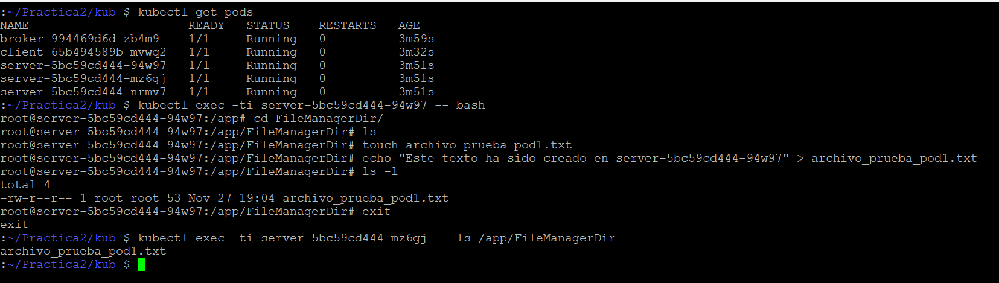 :~/Practica2/kub $ kubectl get pods
NAME                      READY   STATUS    RESTARTS   AGE
broker-994469d6d-zb4m9    1/1     Running   0          3m59s
client-65b494589b-mvwq2   1/1     Running   0          3m32s
server-5bc59cd444-94w97   1/1     Running   0          3m51s
server-5bc59cd444-mz6gj   1/1     Running   0          3m51s
server-5bc59cd444-nrmv7   1/1     Running   0          3m51s
:~/Practica2/kub $ kubectl exec -ti server-5bc59cd444-94w97 -- bash
root@server-5bc59cd444-94w97:/app# cd FileManagerDir/
root@server-5bc59cd444-94w97:/app/FileManagerDir# ls
root@server-5bc59cd444-94w97:/app/FileManagerDir# touch archivo_prueba_pod1.txt
root@server-5bc59cd444-94w97:/app/FileManagerDir# echo "Este texto ha sido creado en server-5bc59cd444-94w97" > archivo_prueba_pod1.txt
root@server-5bc59cd444-94w97:/app/FileManagerDir# ls -l
total 4
-rw-r--r-- 1 root root 53 Nov 27 19:04 archivo_prueba_pod1.txt
root@server-5bc59cd444-94w97:/app/FileManagerDir# exit
exit
:~/Practica2/kub $ kubectl exec -ti server-5bc59cd444-mz6gj -- ls /app/FileManagerDir
archivo_prueba_pod1.txt
:~/Practica2/kub $